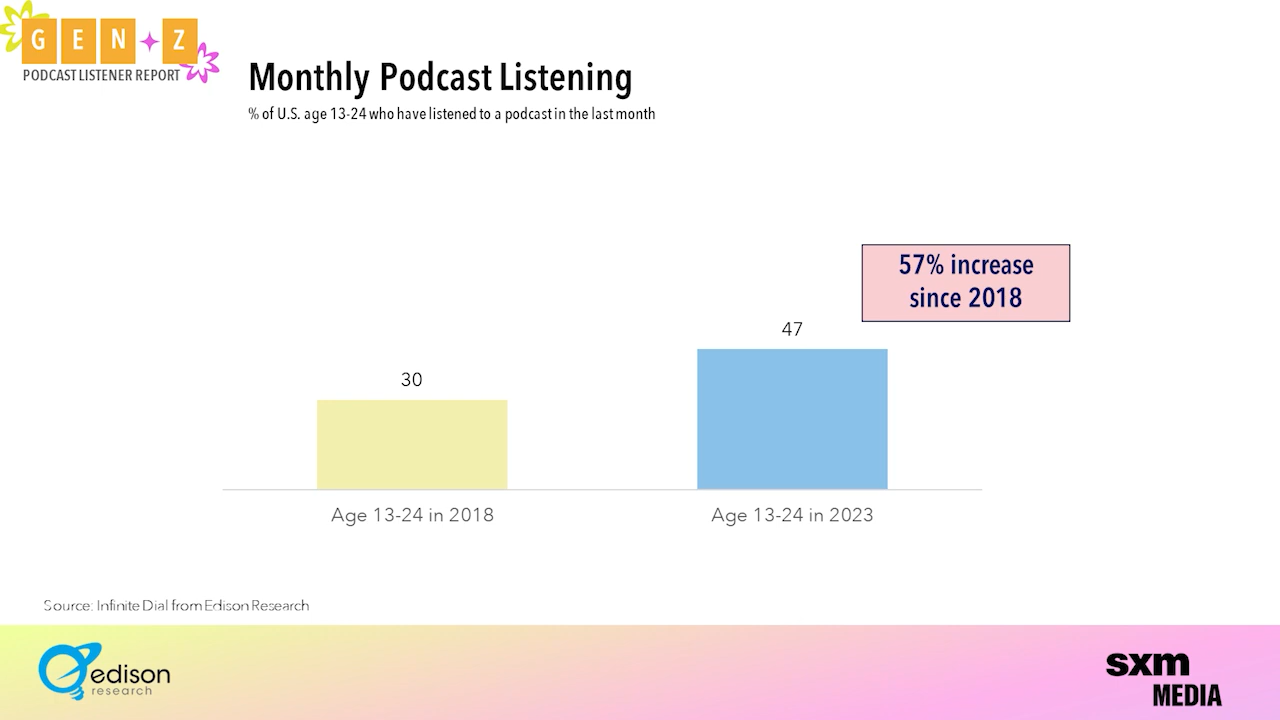 GEN Z
PODCAST LISTENER REPORT
Monthly Podcast Listening
% of U.S. age 13-24 who have listened to a podcast in the last month
57% increase
since 2018
47
30
Age 13-24 in 2018
Age 13-24 in 2023
Source: Infinite Dial from Edison Research
edison
research
sxm
MEDIA